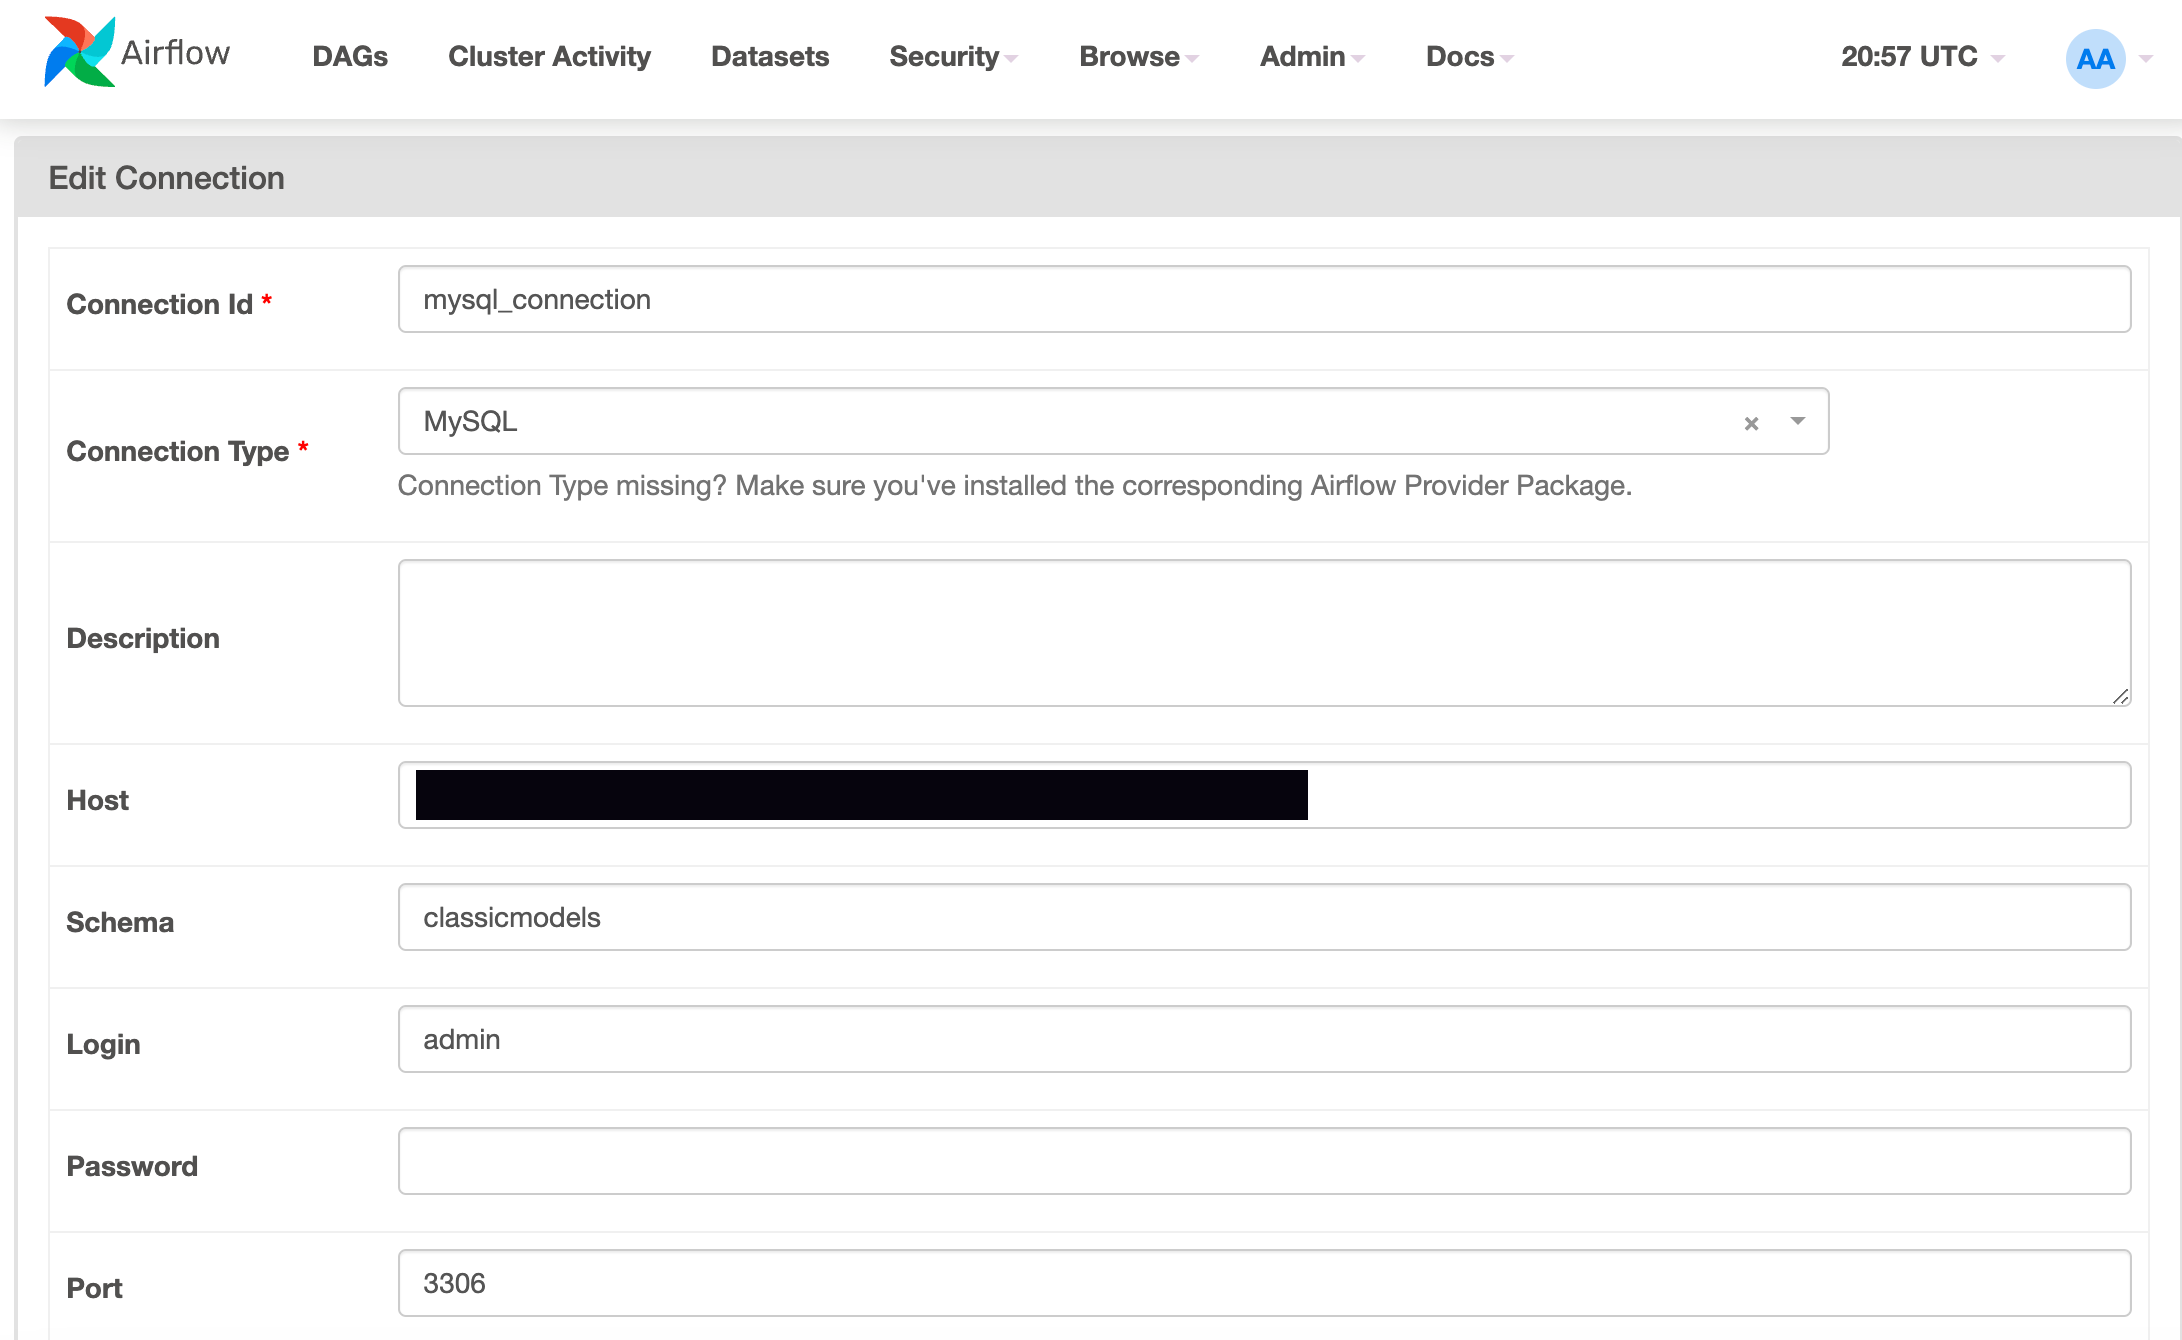 Airflow DAGs Cluster Activity Datasets Security Browse Admin Docs 20:57 UTC AA
Edit Connection
Connection Id * mysql_connection
Connection Type * MySQL × 
Connection Type missing? Make sure you've installed the corresponding Airflow Provider Package.
Description
Host
Schema classicmodels
Login admin
Password
Port 3306